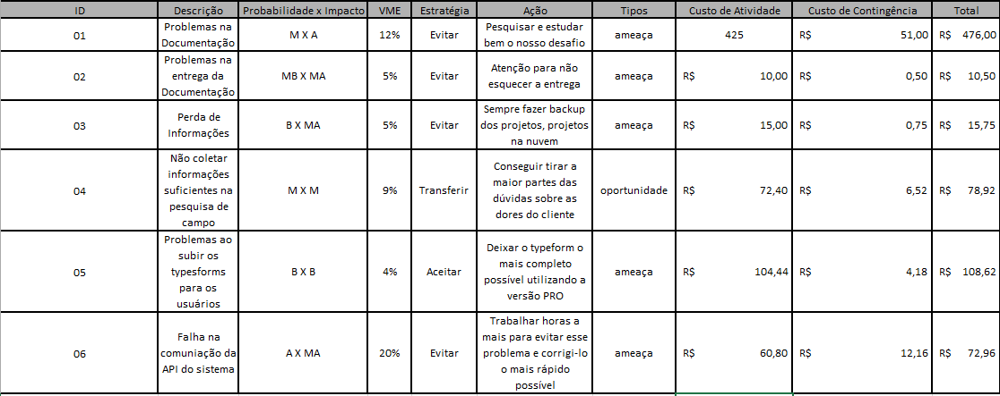 ID Descrição Probabilidade x Impacto VME Estratégia Ação Tipos Custo de Atividade Custo de Contingência Total
01
Problemas na
Documentação
M X A
12%
Evitar
Pesquisar e estudar
bem o nosso desafio
ameaça
425
R$ 51,00
R$ 476,00
02
Problemas na
entrega da
Documentação
MB X MA
5%
Evitar
Atenção para não
esquecer a entrega
ameaça
R$ 10,00
R$ 0,50
R$ 10,50
03
Perda de
Informações
B X MA
5%
Evitar
Sempre fazer backup
dos projetos, projetos
na nuvem
ameaça
R$ 15,00
R$ 0,75
R$ 15,75
04
Não coletar
informações
suficientes na
pesquisa de
campo
M X M
9%
Transferir
Conseguir tirar a
maior partes das
dúvidas sobre as
dores do cliente
oportunidade
R$ 72,40
R$ 6,52
R$ 78,92
05
Problemas ao
subir os
typesforms
para os
usuários
B X B
4%
Aceitar
Deixar o typeform o
mais completo
possível utilizando a
versão PRO
ameaça
R$ 104,44
R$ 4,18
R$ 108,62
06
Falha na
comuniação da
API do sistema
A X MA
20%
Evitar
Trabalhar horas a
mais para evitar esse
problema e corrigi-lo
o mais rápido
possível
ameaça
R$ 60,80
R$ 12,16
R$ 72,96